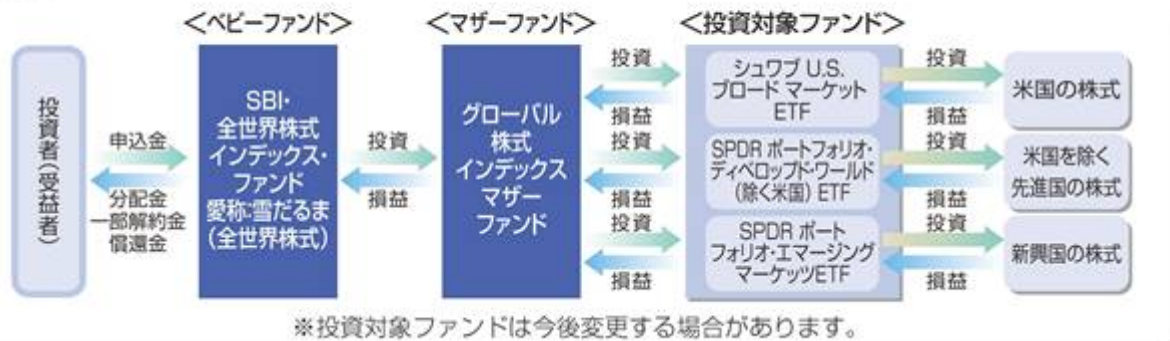 <ベビーファンド>
<マザーファンド>
<投資対象ファンド>
投資者(受益者)
申込金
分配金
一部解約金
償還金
SBI・
全世界株式
インデックス・
ファンド
愛称:雪だるま
(全世界株式)
投資
損益
グローバル
株式
インデックス
マザー
ファンド
投資
損益
投資
損益
投資
損益
シュワブ U.S.
ブロード マーケット
ETF
SPDR ポートフォリオ・
ディベロップド・ワールド
(除く米国) ETF
SPDR ポート
フォリオ・エマージング
マーケッツETF
投資
損益
投資
損益
投資
損益
米国の株式
米国を除く
先進国の株式
新興国の株式
※投資対象ファンドは今後変更する場合があります。